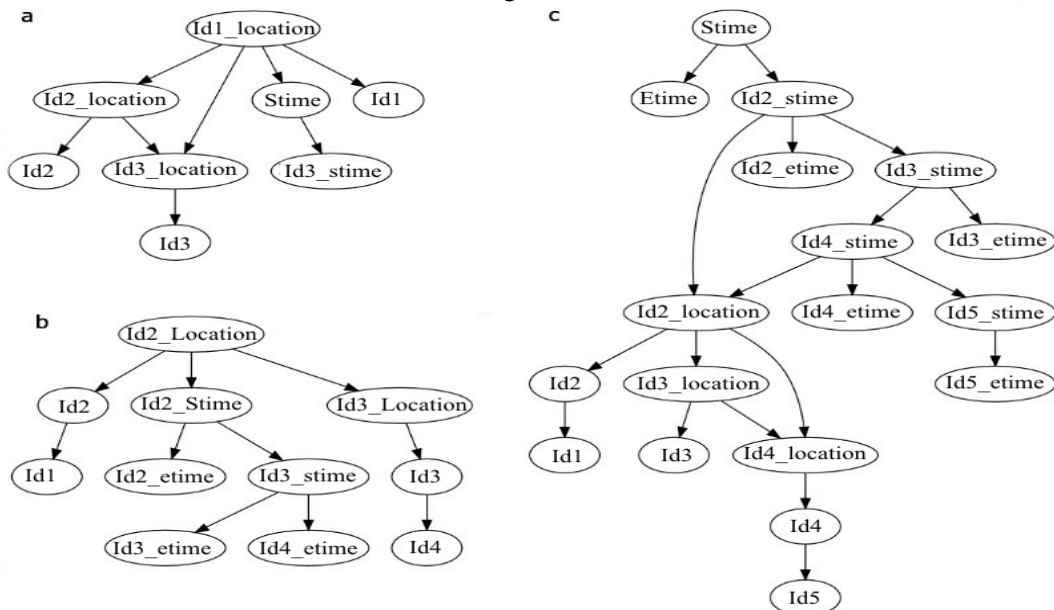 a
Id1_location
Id2_location
Stime
Id1
Id2
Id3_location
Id3_stime
Id3
b
Id2_Location
Id2
Id2_Stime
Id3_Location
Id1
Id2_etime
Id3_stime
Id3
Id3_etime
Id4_etime
Id4
c
Stime
Etime
Id2_stime
Id2_etime
Id3_stime
Id4_stime
Id3_etime
Id2_location
Id4_etime
Id5_stime
Id2
Id3_location
Id5_etime
Id1
Id3
Id4_location
Id4
Id5